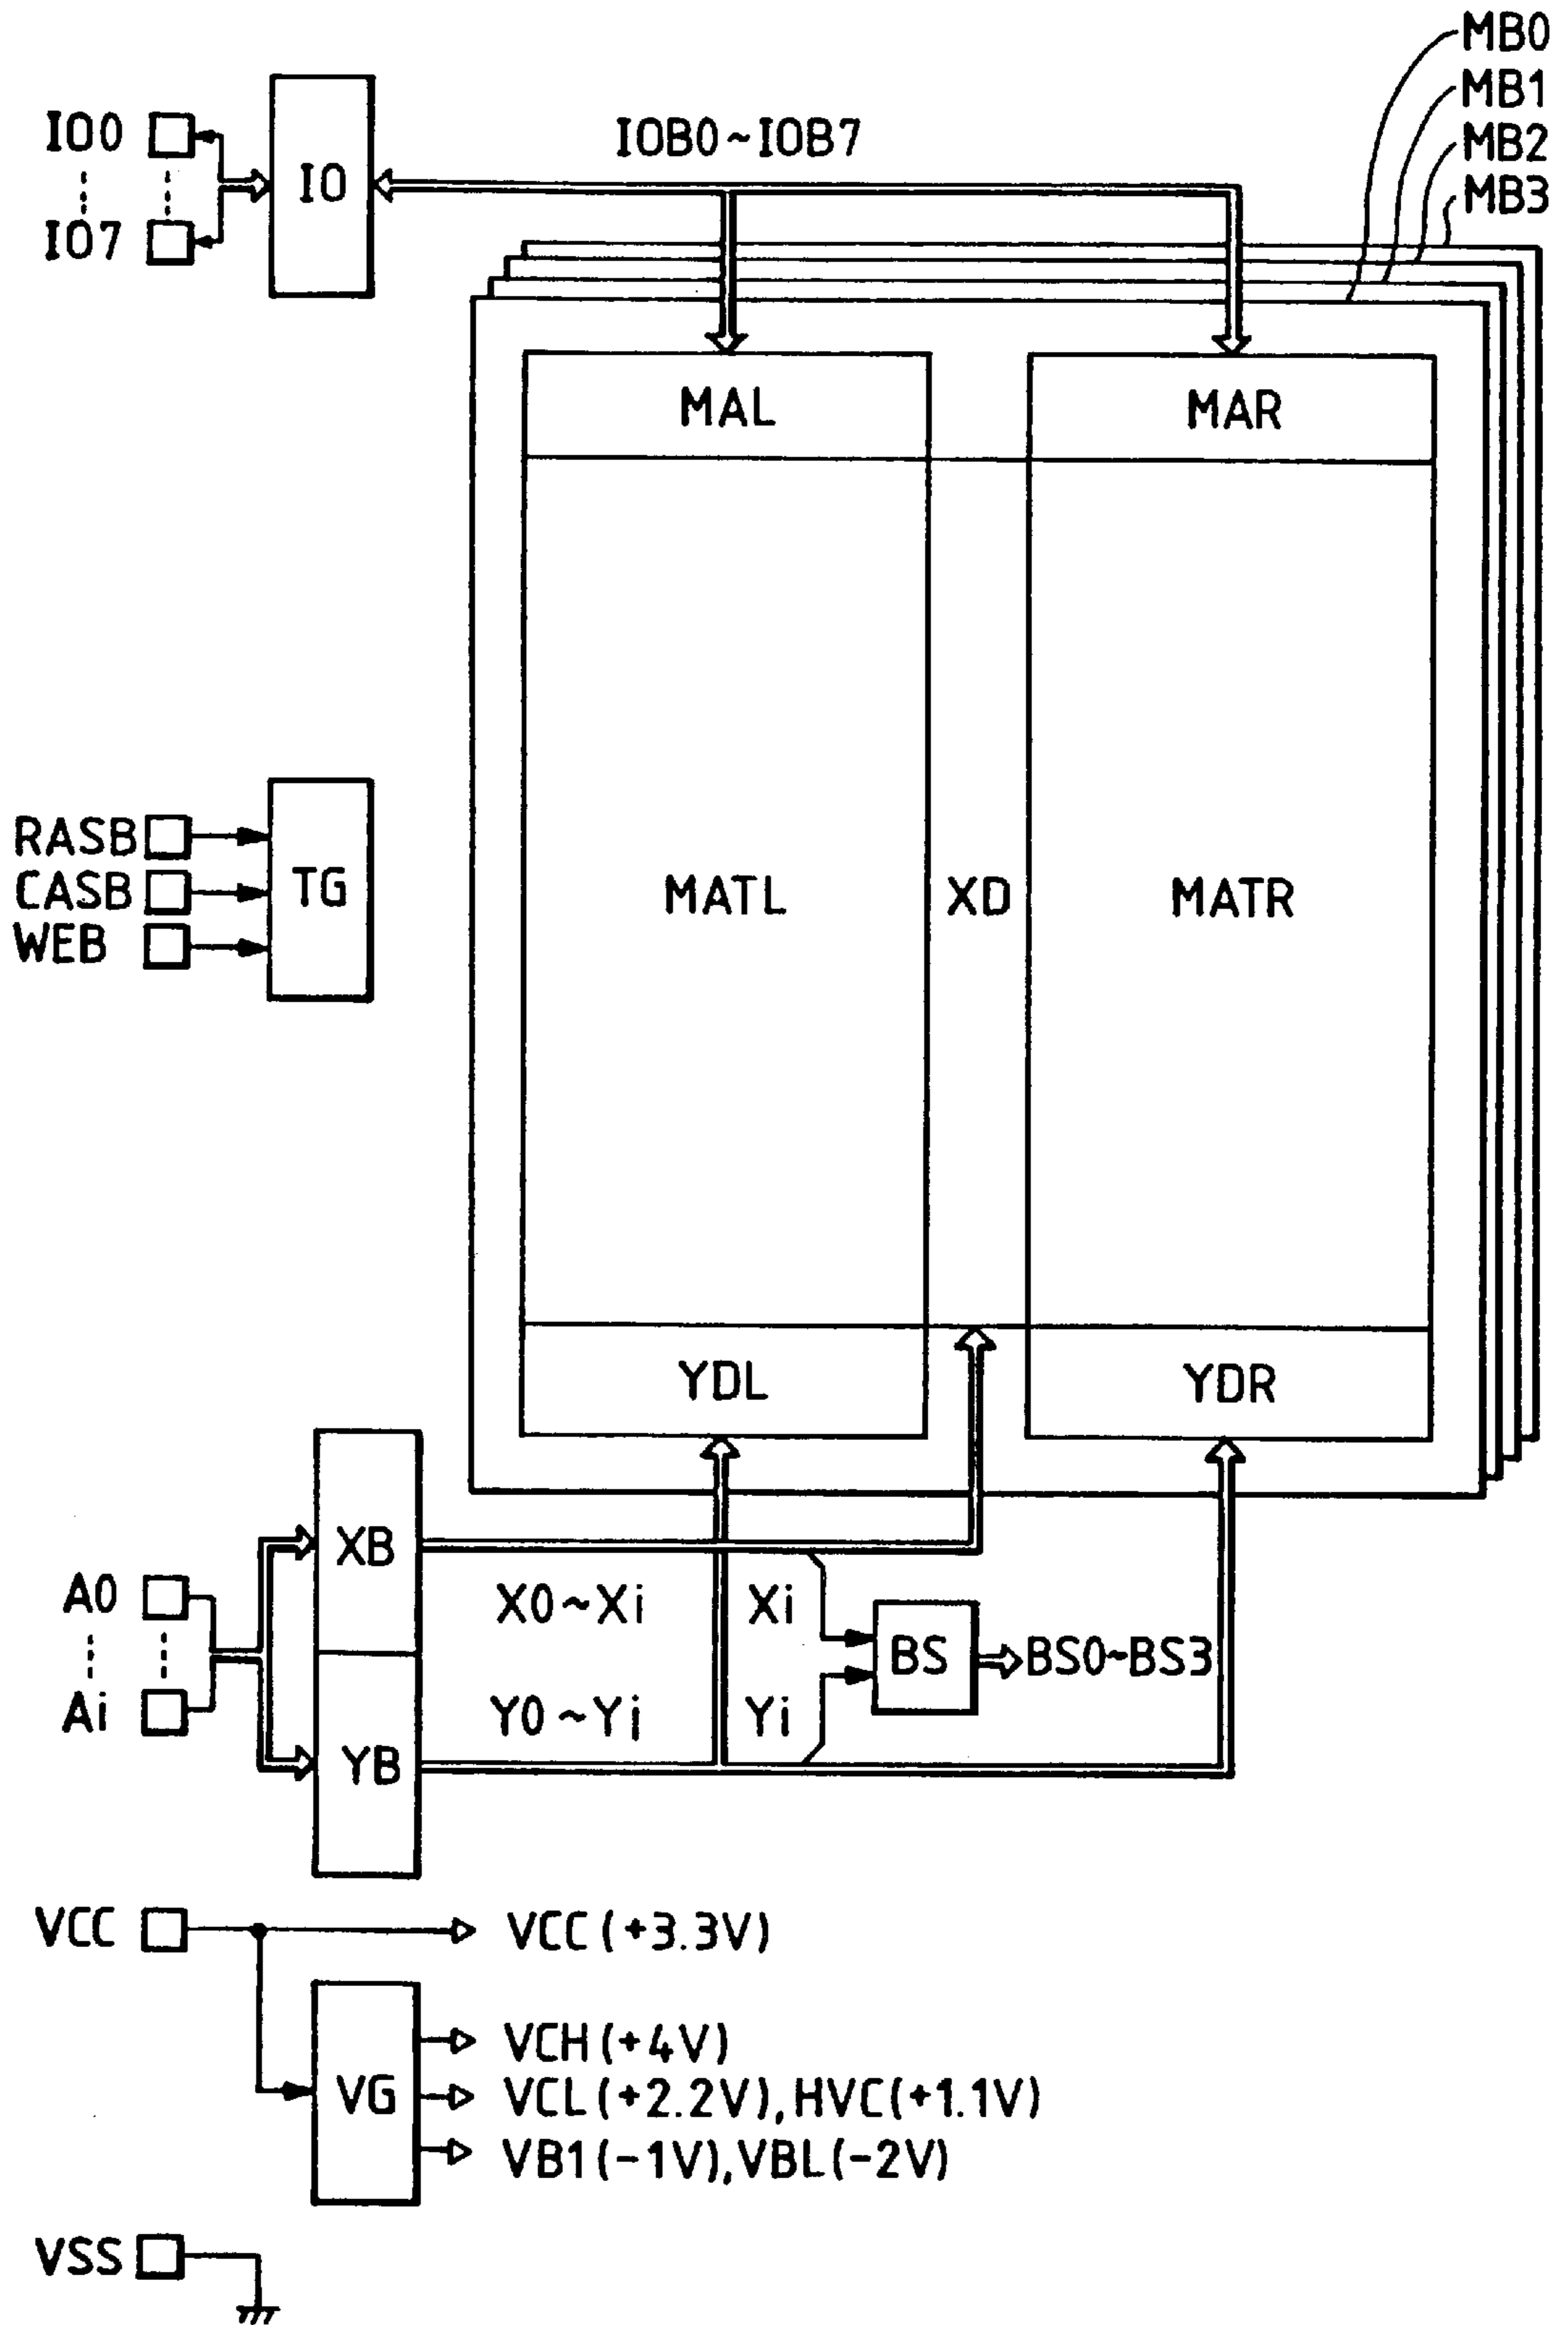 MB0
MB1
MB2
MB3
IO0
IO7
IO
IOB0~IOB7
MAL
MAR
RASB
CASB
WEB
TG
MATL
XD
MATR
YDL
YDR
XB
A0
Ai
X0~Xi
Xi
BS
BS0~BS3
Y0~Yi
Yi
YB
VCC
VCC(+3.3V)
VCH(+4V)
VG
VCL(+2.2V),HVC(+1.1V)
VB1(-1V),VBL(-2V)
VSS